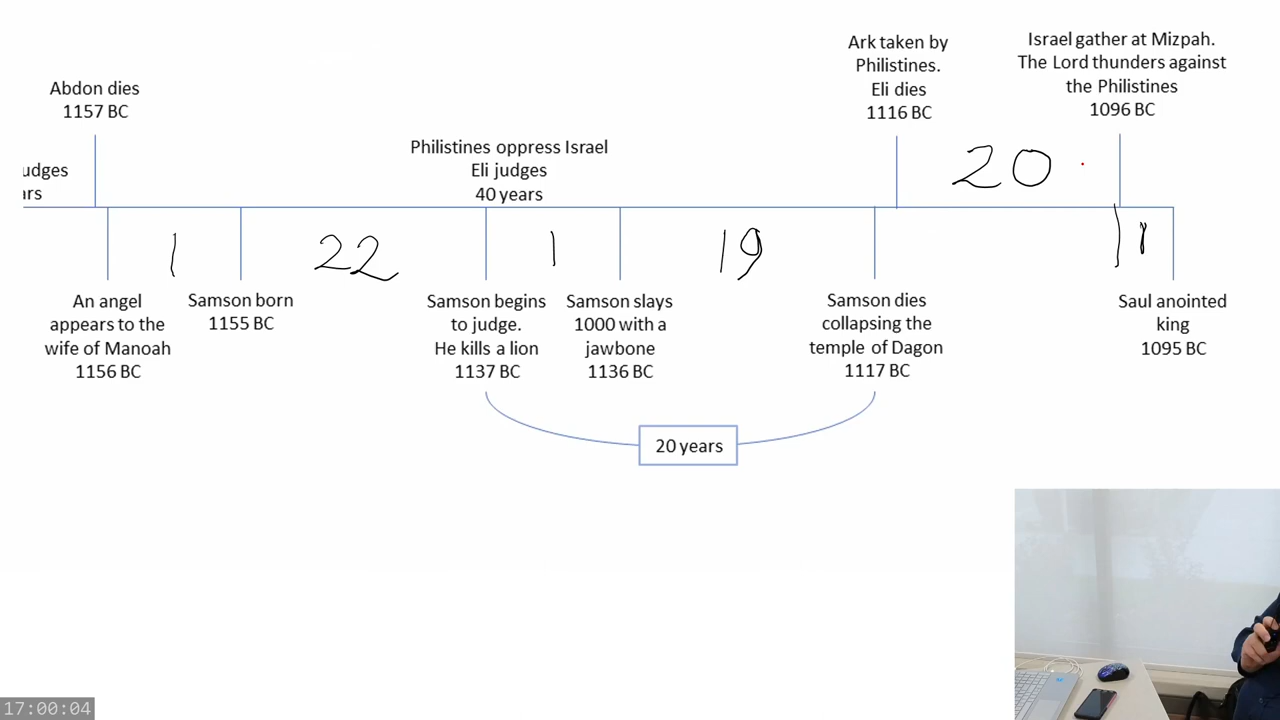 Abdon dies
1157 BC
udges
Philistines oppress Israel
Eli judges
40 years
Ark taken by
Philistines.
Eli dies
1116 BC
Israel gather at Mizpah.
The Lord thunders against
the Philistines
1096 BC
20
1
22
1
19
An angel
appears to the
wife of Manoah
1156 BC
Samson born
1155 BC
Samson begins
to judge.
He kills a lion
1137 BC
Samson slays
1000 with a
jawbone
1136 BC
Samson dies
collapsing the
temple of Dagon
1117 BC
Saul anointed
king
1095 BC
20 years
17:00:04